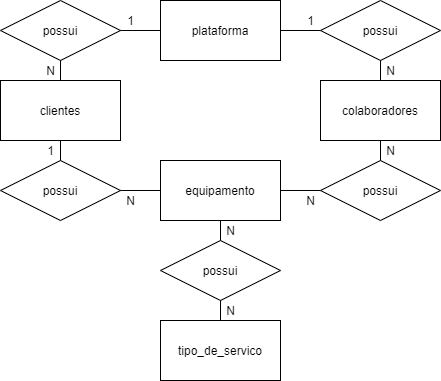 possui
1
plataforma
1
possui
N
N
clientes
colaboradores
1
N
possui
N
equipamento
N
possui
N
possui
N
tipo_de_servico